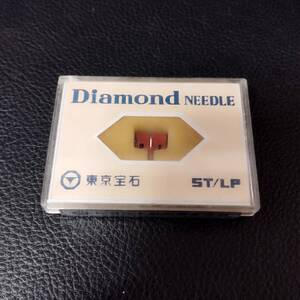 Diamond NEEDLE
東京宝石 ST/LP